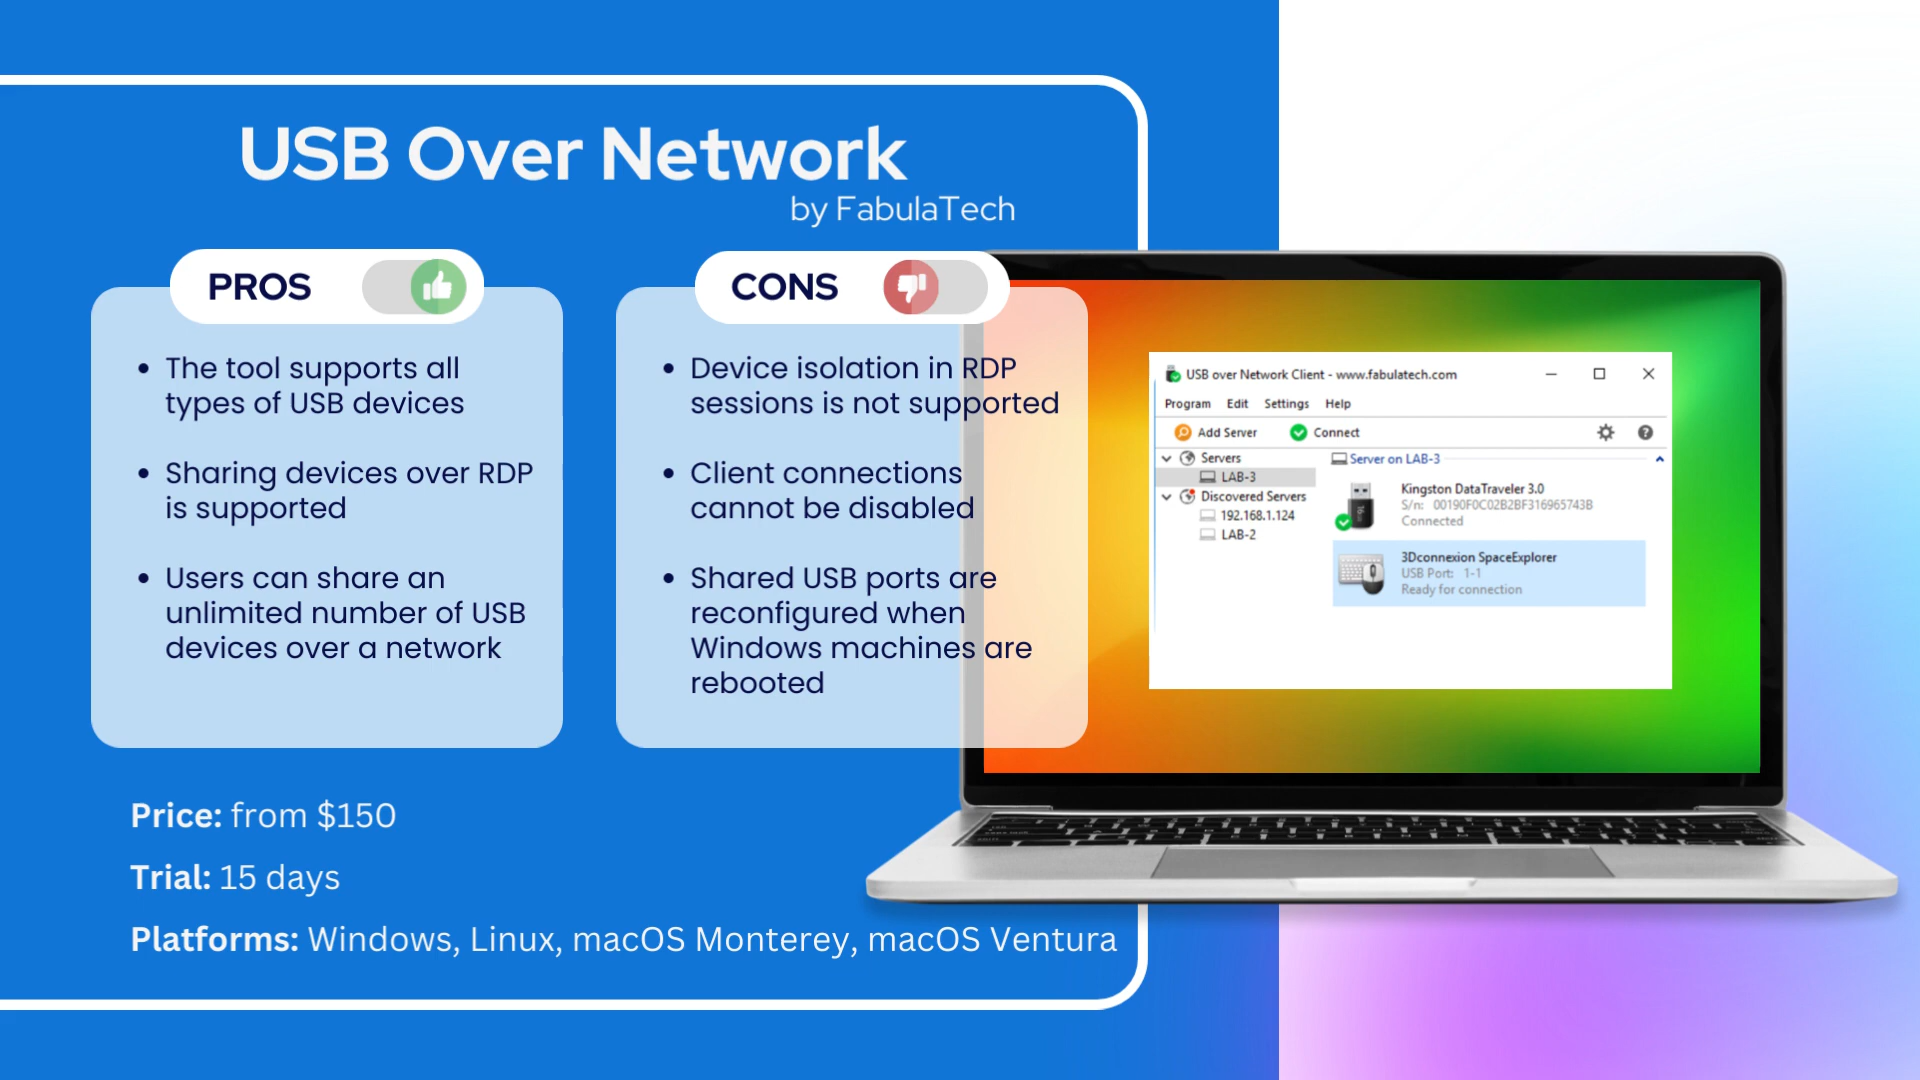 USB Over Network
by FabulaTech
PROS
The tool supports all
types of USB devices
Sharing devices over RDP
is supported
Users can share an
unlimited number of USB
devices over a network
CONS
Device isolation in RDP
sessions is not supported
Client connections
cannot be disabled
Shared USB ports are
reconfigured when
Windows machines are
rebooted
Price: from $150
Trial: 15 days
Platforms: Windows, Linux, macOS Monterey, macOS Ventura
USB over Network Client - www.fabulatech.com
Program Edit Settings Help
Add Server Connect
Servers
LAB-3
Discovered Servers
192.168.1.124
LAB-2
Server on LAB-3
Kingston DataTraveler 3.0
S/n: 00190F0C02B2BF316965743B
Connected
3Dconnexion SpaceExplorer
USB Port: 1-1
Ready for connection